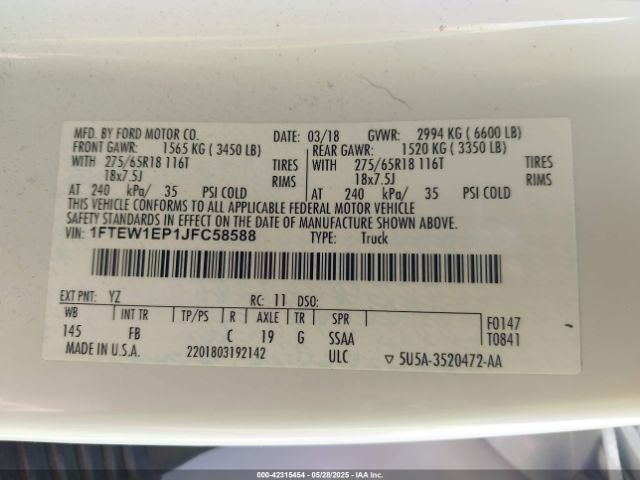 MFD. BY FORD MOTOR CO. DATE: 03/18 GVWR: 2994 KG ( 6600 LB)
FRONT GAWR: 1565 KG ( 3450 LB) REAR GAWR: 1520 KG ( 3350 LB)
WITH 275/65R18 116T TIRES WITH 275/65R18 116T TIRES
18x7.5J RIMS 18x7.5J RIMS
AT 240 kPa/ 35 PSI COLD AT 240 kPa/ 35 PSI COLD
THIS VEHICLE CONFORMS TO ALL APPLICABLE FEDERAL MOTOR VEHICLE
SAFETY STANDARDS IN EFFECT ON THE DATE OF MANUFACTURE SHOWN ABOVE.
VIN: 1FTEW1EP1JFC58588 TYPE: Truck
EXT PNT: YZ RC: 11 DSO:
WB INT TR TP/PS R AXLE TR SPR F0147
145 FB C 19 G SSAA T0841
MADE IN U.S.A. 2201803192142 ULC ▽ 5U5A-3520472-AA
000-42315454 - 05/28/2025 - IAA Inc.